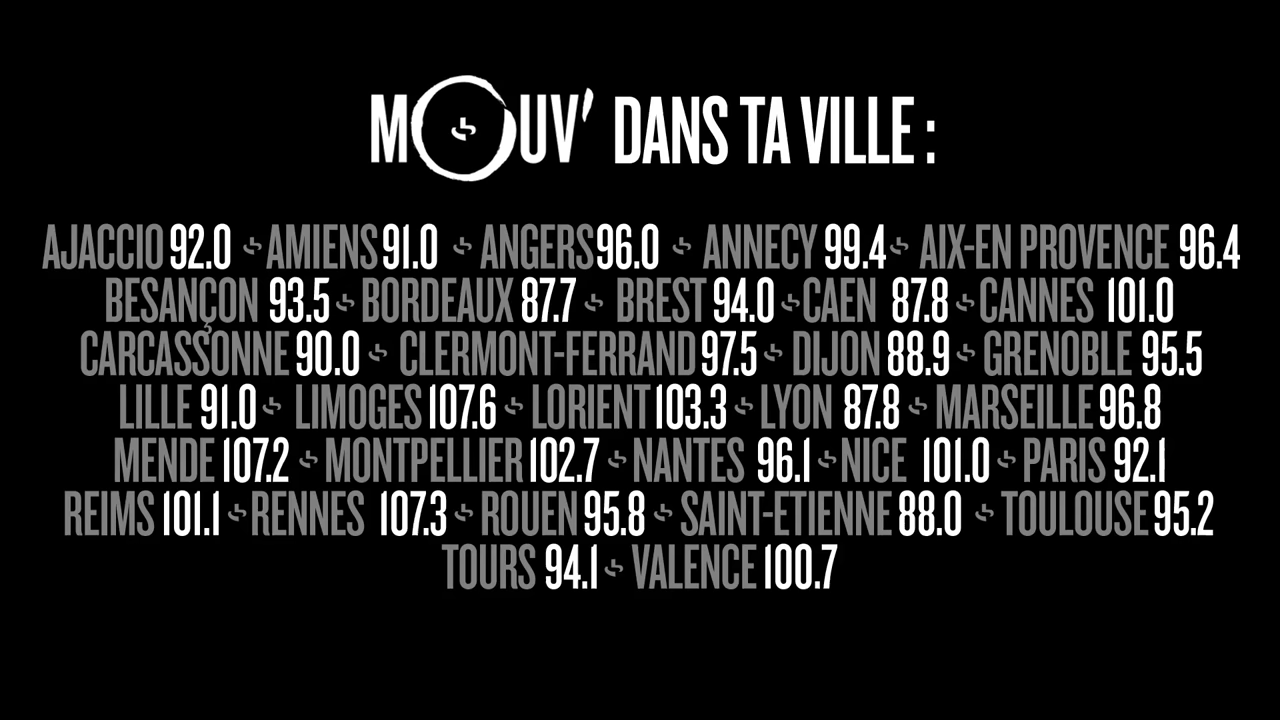 MOUV' DANS TA VILLE :
AJACCIO 92.0 AMIENS 91.0 ANGERS 96.0 ANNECY 99.4 AIX-EN PROVENCE 96.4
BESANÇON 93.5 BORDEAUX 87.7 BREST 94.0 CAEN 87.8 CANNES 101.0
CARCASSONNE 90.0 CLERMONT-FERRAND 97.5 DIJON 88.9 GRENOBLE 95.5
LILLE 91.0 LIMOGES 107.6 LORIENT 103.3 LYON 87.8 MARSEILLE 96.8
MENDE 107.2 MONTPELLIER 102.7 NANTES 96.1 NICE 101.0 PARIS 92.1
REIMS 101.1 RENNES 107.3 ROUEN 95.8 SAINT-ETIENNE 88.0 TOULOUSE 95.2
TOURS 94.1 VALENCE 100.7